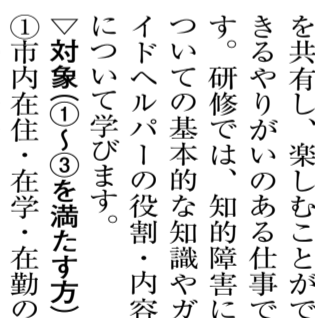 を共有し、楽しむことがで
きるやりがいのある仕事で
す。研修では、知的障害に
ついての基本的な知識やガ
イドヘルパーの役割・内容
について学びます。
▽対象(①～③を満たす方)
①市内在住・在学・在勤の